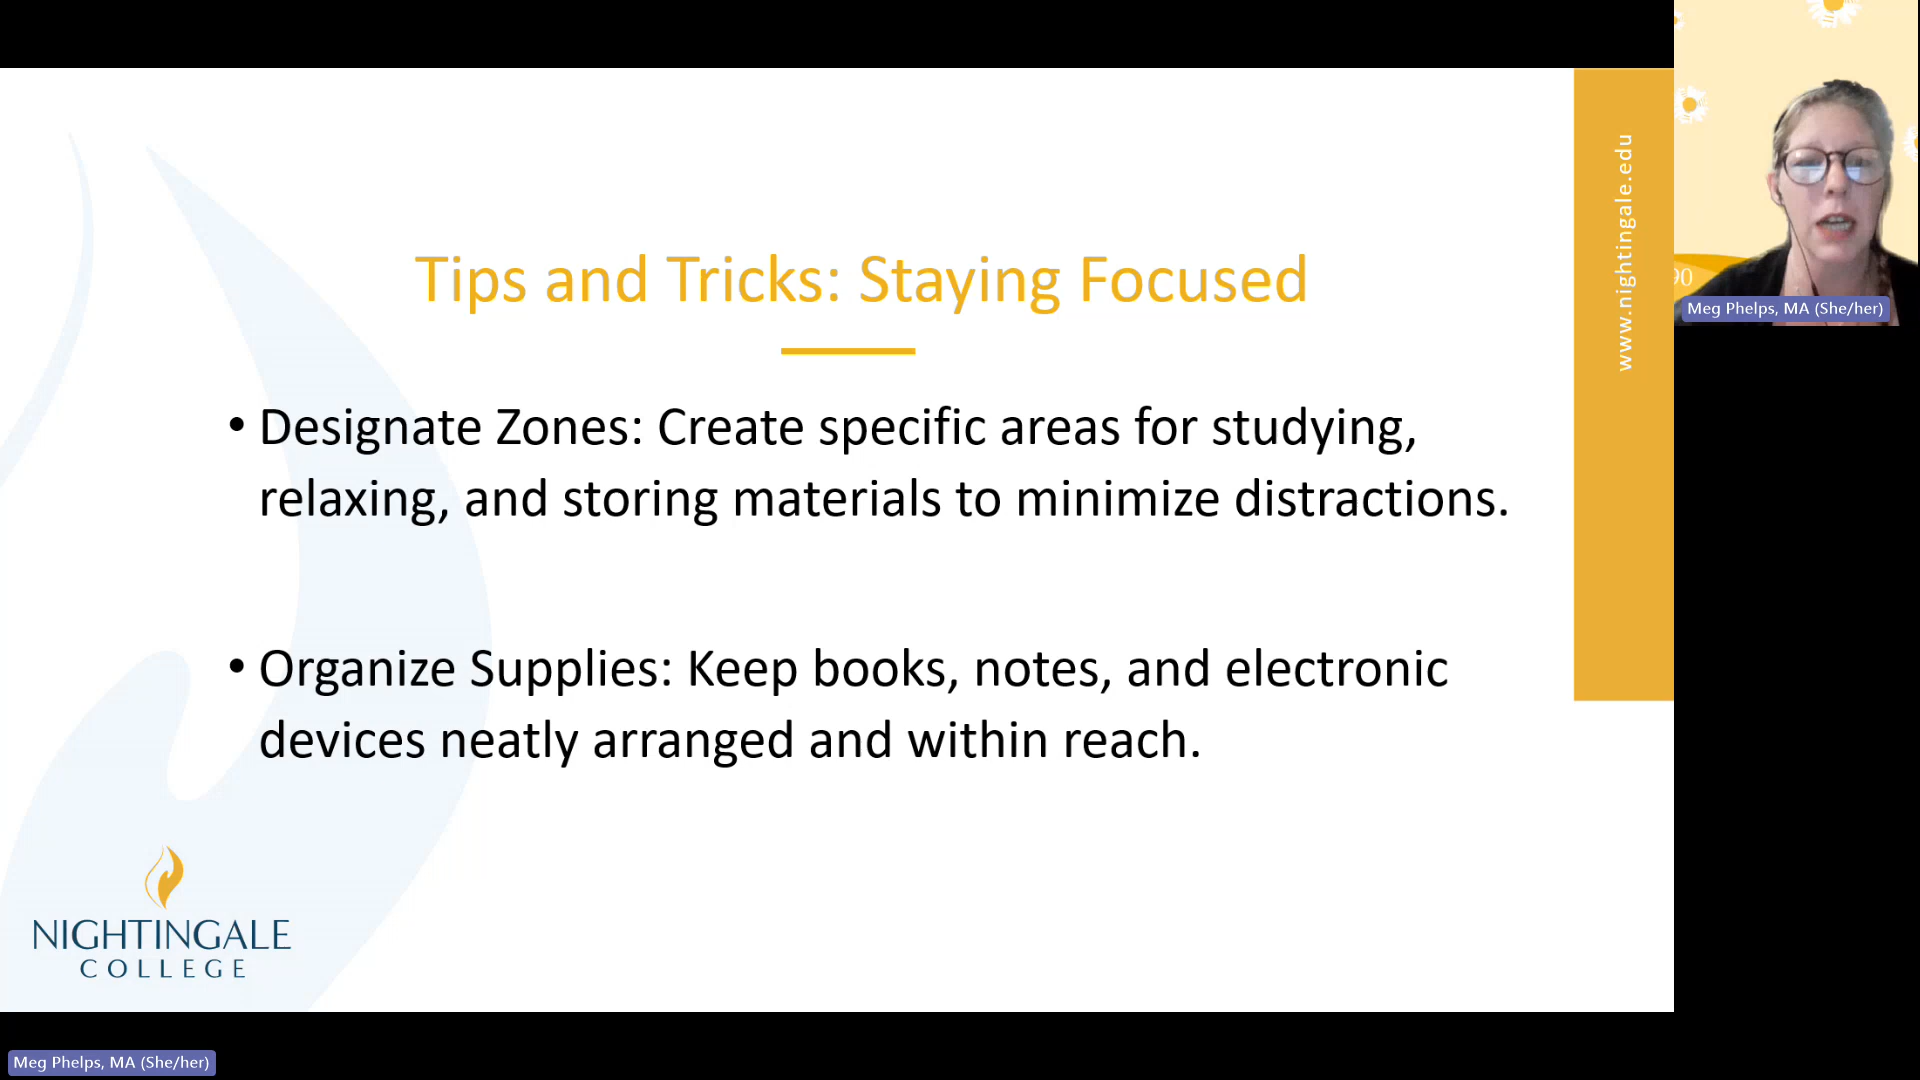 Tips and Tricks: Staying Focused
• Designate Zones: Create specific areas for studying,
relaxing, and storing materials to minimize distractions.
• Organize Supplies: Keep books, notes, and electronic
devices neatly arranged and within reach.
www.nightingale.edu
NIGHTINGALE
COLLEGE
90
Meg Phelps, MA (She/her)
Meg Phelps, MA (She/her)